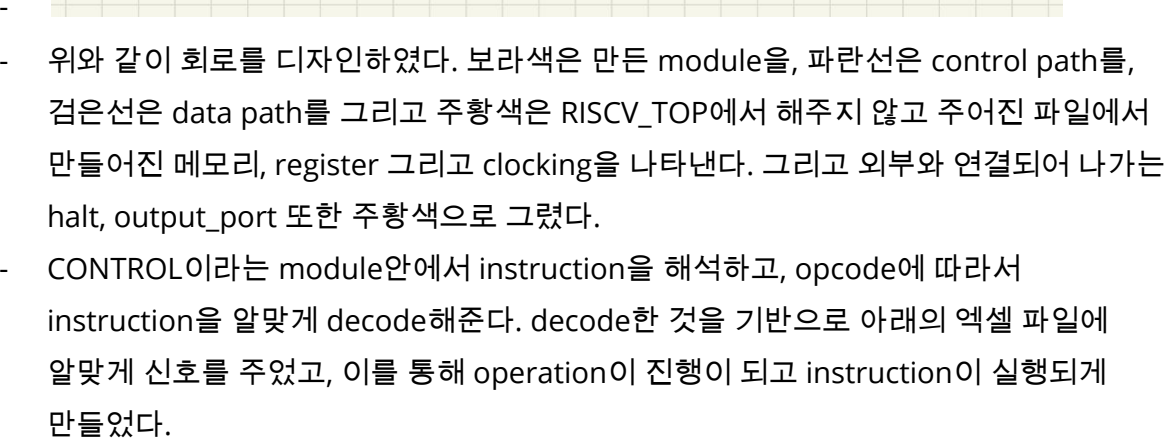 -
- 위와 같이 회로를 디자인하였다. 보라색은 만든 module을, 파란선은 control path를,
검은선은 data path를 그리고 주황색은 RISCV_TOP에서 해주지 않고 주어진 파일에서
만들어진 메모리, register 그리고 clocking을 나타낸다. 그리고 외부와 연결되어 나가는
halt, output_port 또한 주황색으로 그렸다.
- CONTROL이라는 module안에서 instruction을 해석하고, opcode에 따라서
instruction을 알맞게 decode해준다. decode한 것을 기반으로 아래의 엑셀 파일에
알맞게 신호를 주었고, 이를 통해 operation이 진행이 되고 instruction이 실행되게
만들었다.